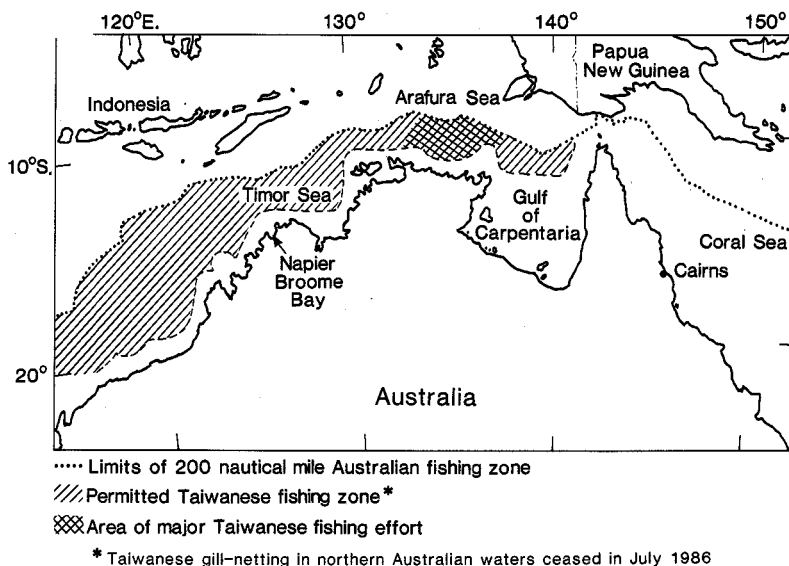 120°E.
130°
140°
150°
Papua
New Guinea
Indonesia
Arafura Sea
10°S.
Timor Sea
Gulf
of
Carpentaria
Coral Sea
Napier
Broome
Bay
Cairns
20°
Australia
Limits of 200 nautical mile Australian fishing zone
Permitted Taiwanese fishing zone*
Area of major Taiwanese fishing effort
* Taiwanese gill-netting in northern Australian waters ceased in July 1986